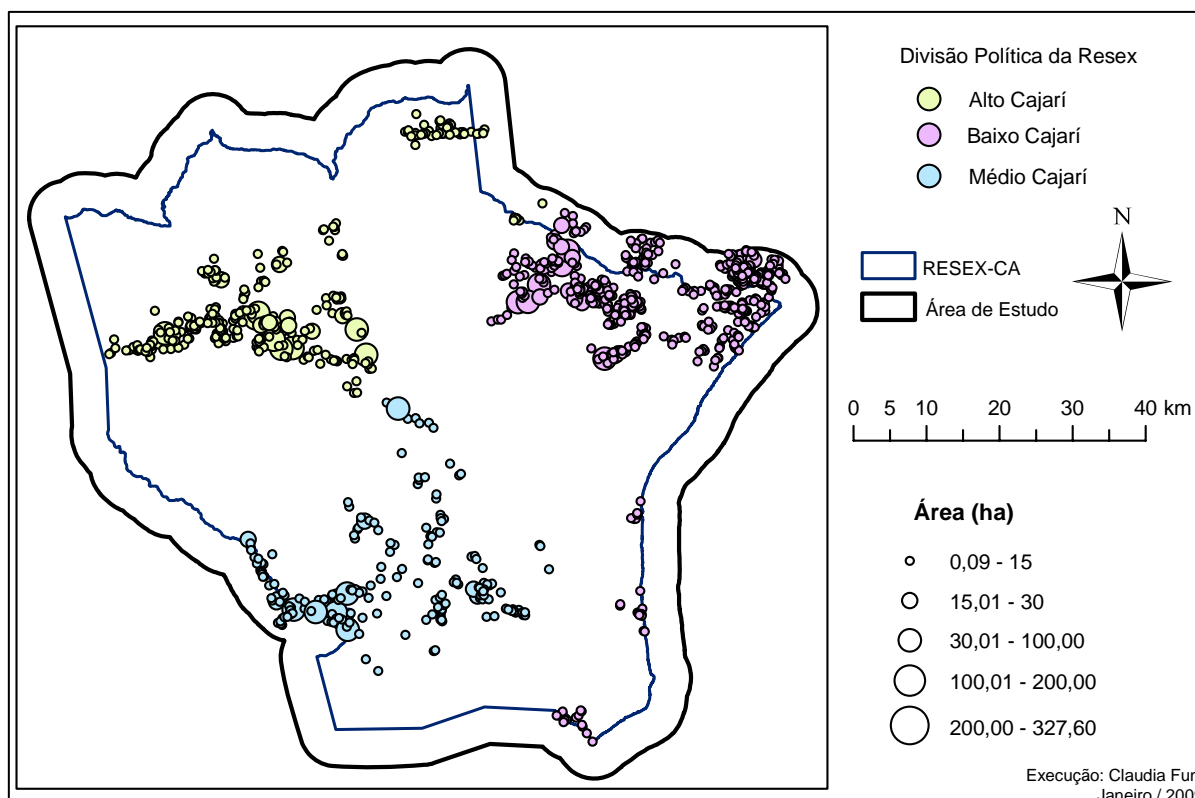 Divisão Política da Resex
Alto Cajarí
Baixo Cajarí
Médio Cajarí
N
RESEX-CA
Área de Estudo
0 5 10 20 30 40 km
Área (ha)
0,09 - 15
15,01 - 30
30,01 - 100,00
100,01 - 200,00
200,00 - 327,60
Execução: Claudia
Janeiro /